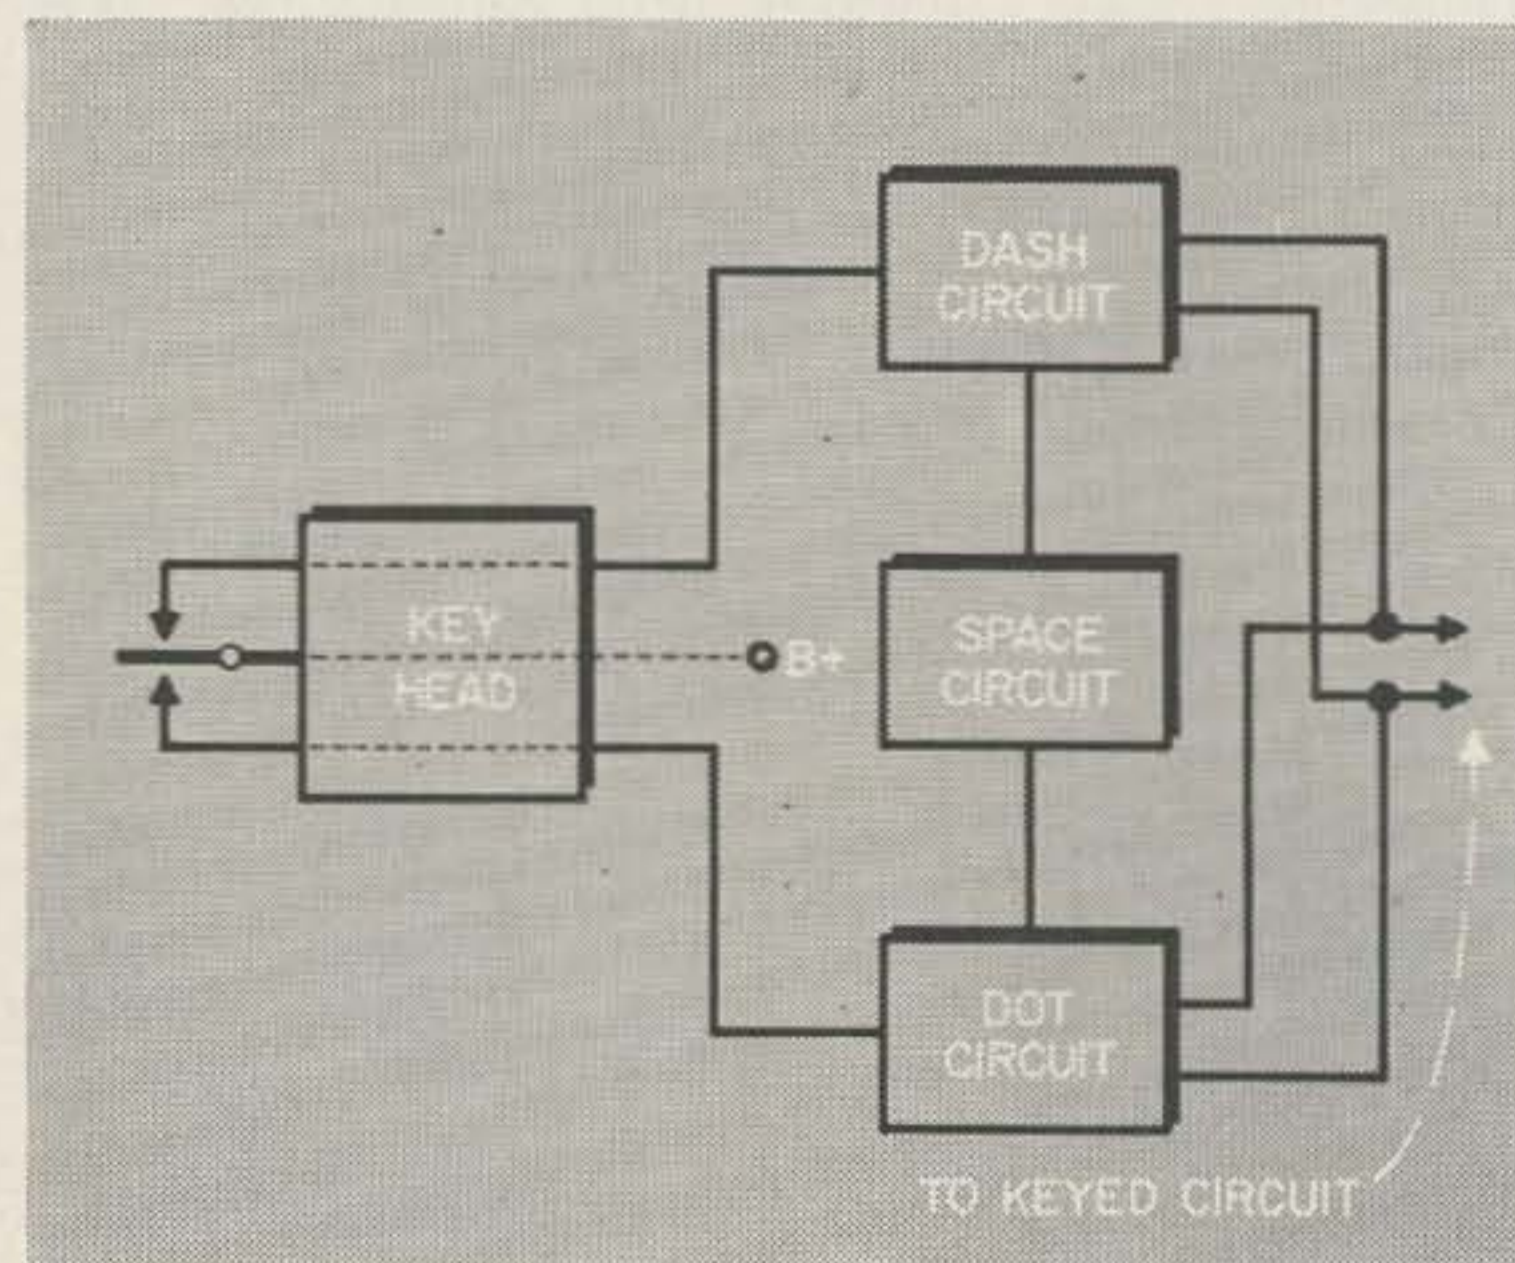 DASH
CIRCUIT
KEY
HEAD
B+
SPACE
CIRCUIT
DOT
CIRCUIT
TO KEYED CIRCUIT